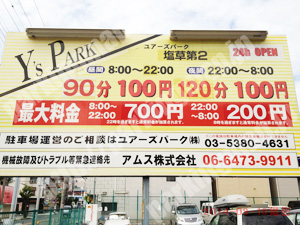 Y's PARK
ユアーズパーク
塩草第2
24h OPEN
昼間 8:00～22:00 夜間 22:00～8:00
90分100円 120分100円
最大料金 8:00～22:00 700円 22:00～8:00 200円
駐車場運営のご相談はユアーズパーク(株) 03-5380-4631
機械故障及びトラブル等緊急連絡先 アムス株式会社 06-6473-9911